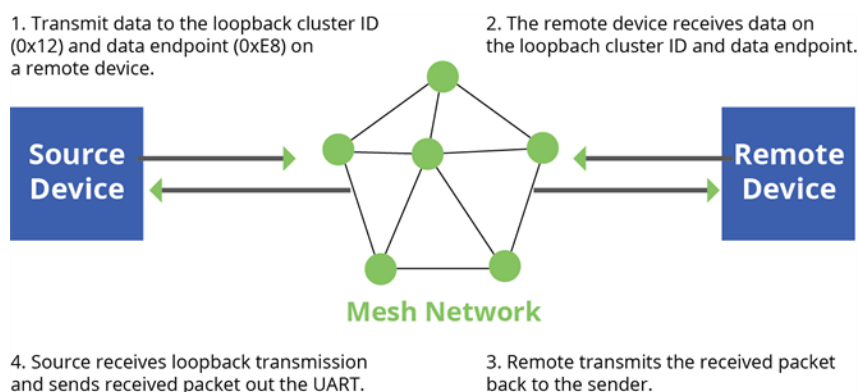 1. Transmit data to the loopback cluster ID
(0x12) and data endpoint (0xE8) on
a remote device.
2. The remote device receives data on
the loopbach cluster ID and data endpoint.
Source
Device
Remote
Device
Mesh Network
4. Source receives loopback transmission
and sends received packet out the UART.
3. Remote transmits the received packet
back to the sender.